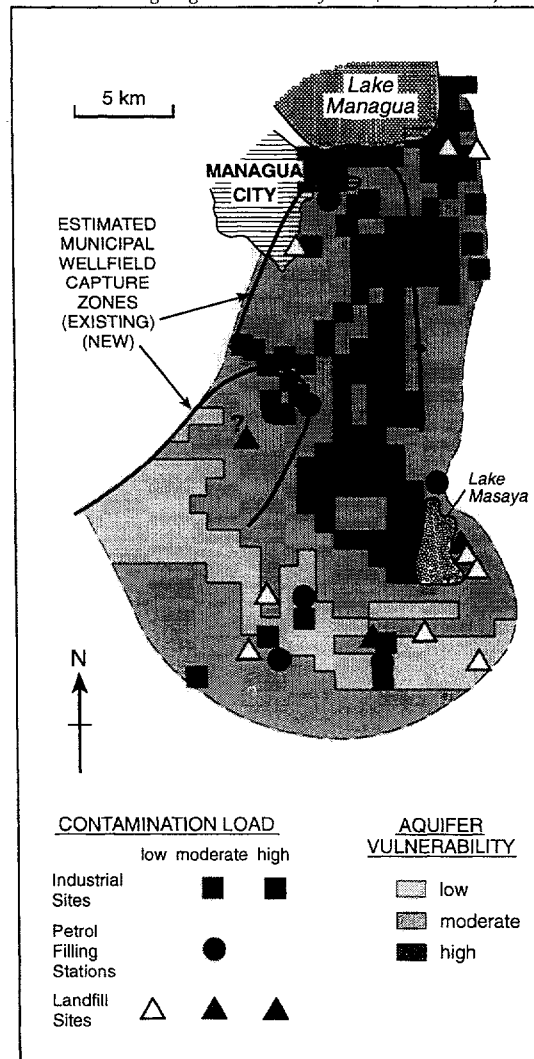 5 km
Lake
Managua
MANAGUA
CITY
ESTIMATED
MUNICIPAL
WELLFIELD
CAPTURE
ZONES
(EXISTING)
(NEW)
?
Lake
Masaya
N
CONTAMINATION LOAD
low moderate high
Industrial
Sites
Petrol
Filling
Stations
Landfill
Sites
AQUIFER
VULNERABILITY
low
moderate
high